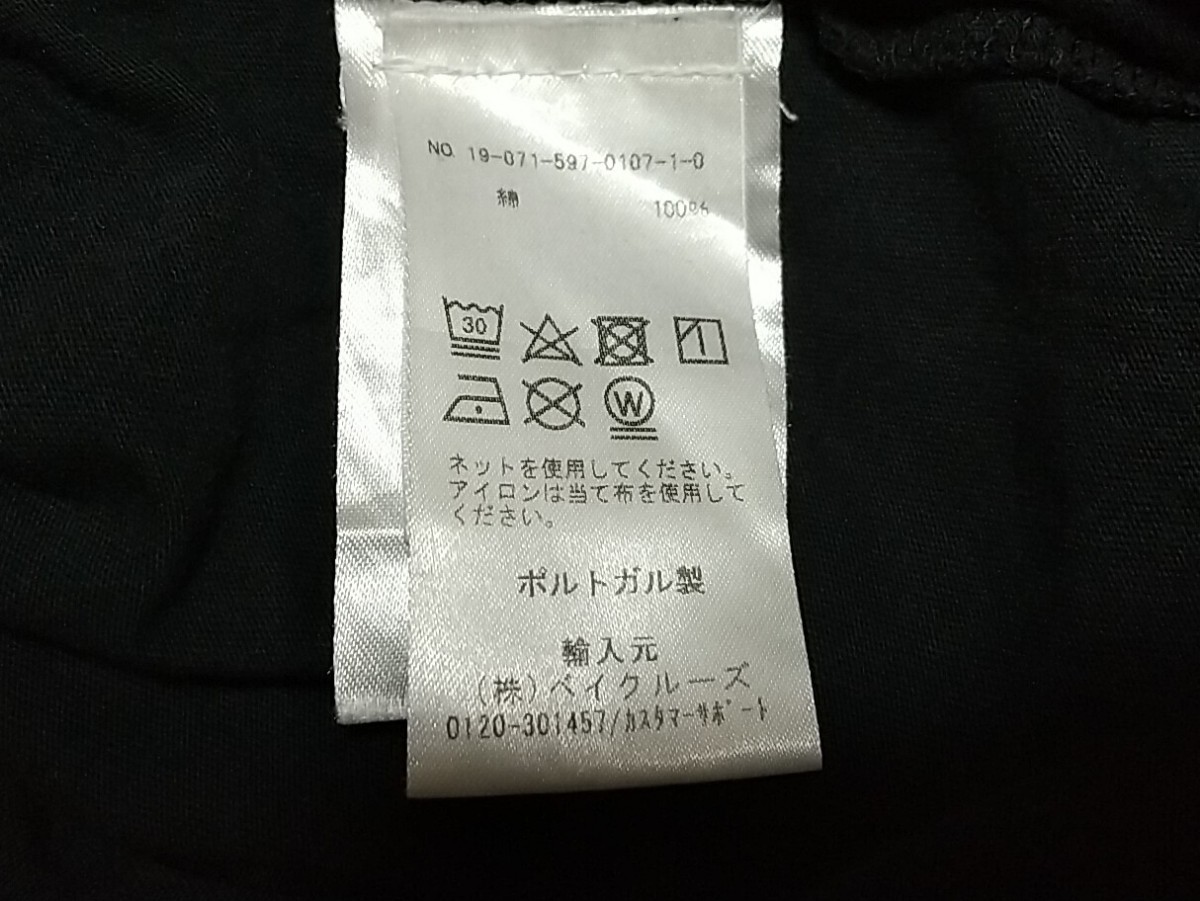 NO. 19-071-597-0107-1-0
綿 100%
30
W
ネットを使用してください。
アイロンは当て布を使用して
ください。
ポルトガル製
輸入元
(株)ベイクルーズ
0120-301457/カスタマーサポート